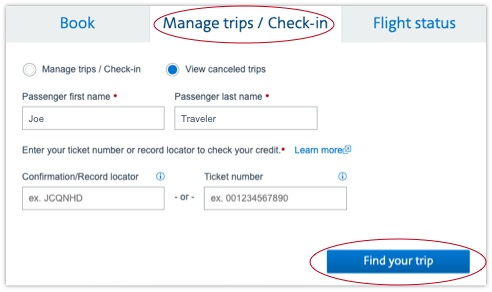 Book
Manage trips / Check-in
Flight status
Manage trips / Check-in
View canceled trips
Passenger first name •
Passenger last name •
Joe
Traveler
Enter your ticket number or record locator to check your credit.• Learn more
Confirmation/Record locator
Ticket number
ex. JCQNHD
- or -
ex. 001234567890
Find your trip